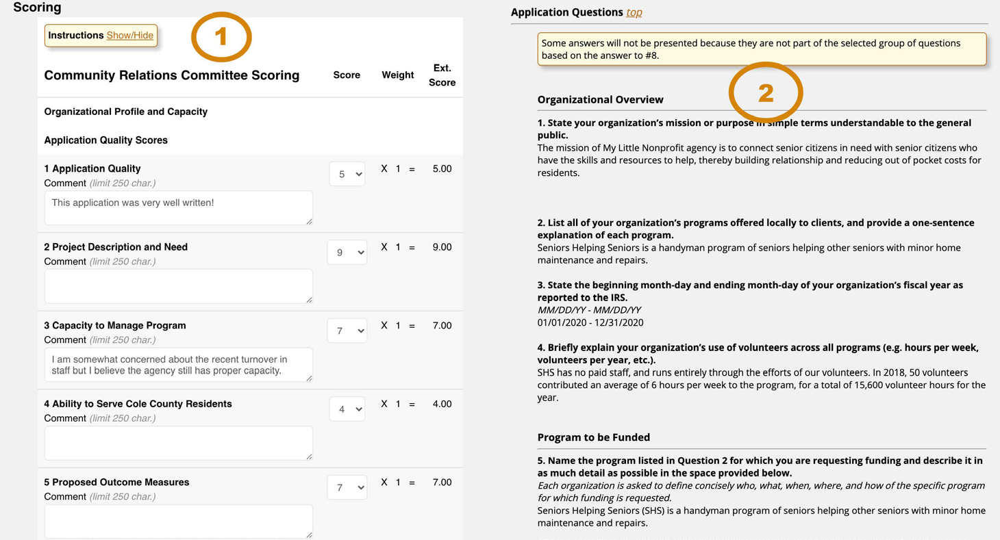 Scoring
Instructions Show/Hide
1
Community Relations Committee Scoring
Score
Weight
Ext.
Score
Organizational Profile and Capacity
Application Quality Scores
1 Application Quality
5
X 1 = 5.00
Comment (limit 250 char.)
This application was very well written!
2 Project Description and Need
9
X 1 = 9.00
Comment (limit 250 char.)
3 Capacity to Manage Program
7
X 1 = 7.00
Comment (limit 250 char.)
I am somewhat concerned about the recent turnover in
staff but I believe the agency still has proper capacity.
4 Ability to Serve Cole County Residents
4
X 1 = 4.00
Comment (limit 250 char.)
5 Proposed Outcome Measures
7
X 1 = 7.00
Comment (limit 250 char.)
Application Questions top
Some answers will not be presented because they are not part of the selected group of questions
based on the answer to #8.
2
Organizational Overview
1. State your organization's mission or purpose in simple terms understandable to the general
public.
The mission of My Little Nonprofit agency is to connect senior citizens in need with senior citizens who
have the skills and resources to help, thereby building relationship and reducing out of pocket costs for
residents.
2. List all of your organization's programs offered locally to clients, and provide a one-sentence
explanation of each program.
Seniors Helping Seniors is a handyman program of seniors helping other seniors with minor home
maintenance and repairs.
3. State the beginning month-day and ending month-day of your organization's fiscal year as
reported to the IRS.
MM/DD/YY - MM/DD/YY
01/01/2020 - 12/31/2020
4. Briefly explain your organization's use of volunteers across all programs (e.g. hours per week,
volunteers per year, etc.).
SHS has no paid staff, and runs entirely through the efforts of our volunteers. In 2018, 50 volunteers
contributed an average of 6 hours per week to the program, for a total of 15,600 volunteer hours for the
year.
Program to be Funded
5. Name the program listed in Question 2 for which you are requesting funding and describe it in
as much detail as possible in the space provided below.
Each organization is asked to define concisely who, what, when, where, and how of the specific program
for which funding is requested.
Seniors Helping Seniors (SHS) is a handyman program of seniors helping other seniors with minor home
maintenance and repairs.